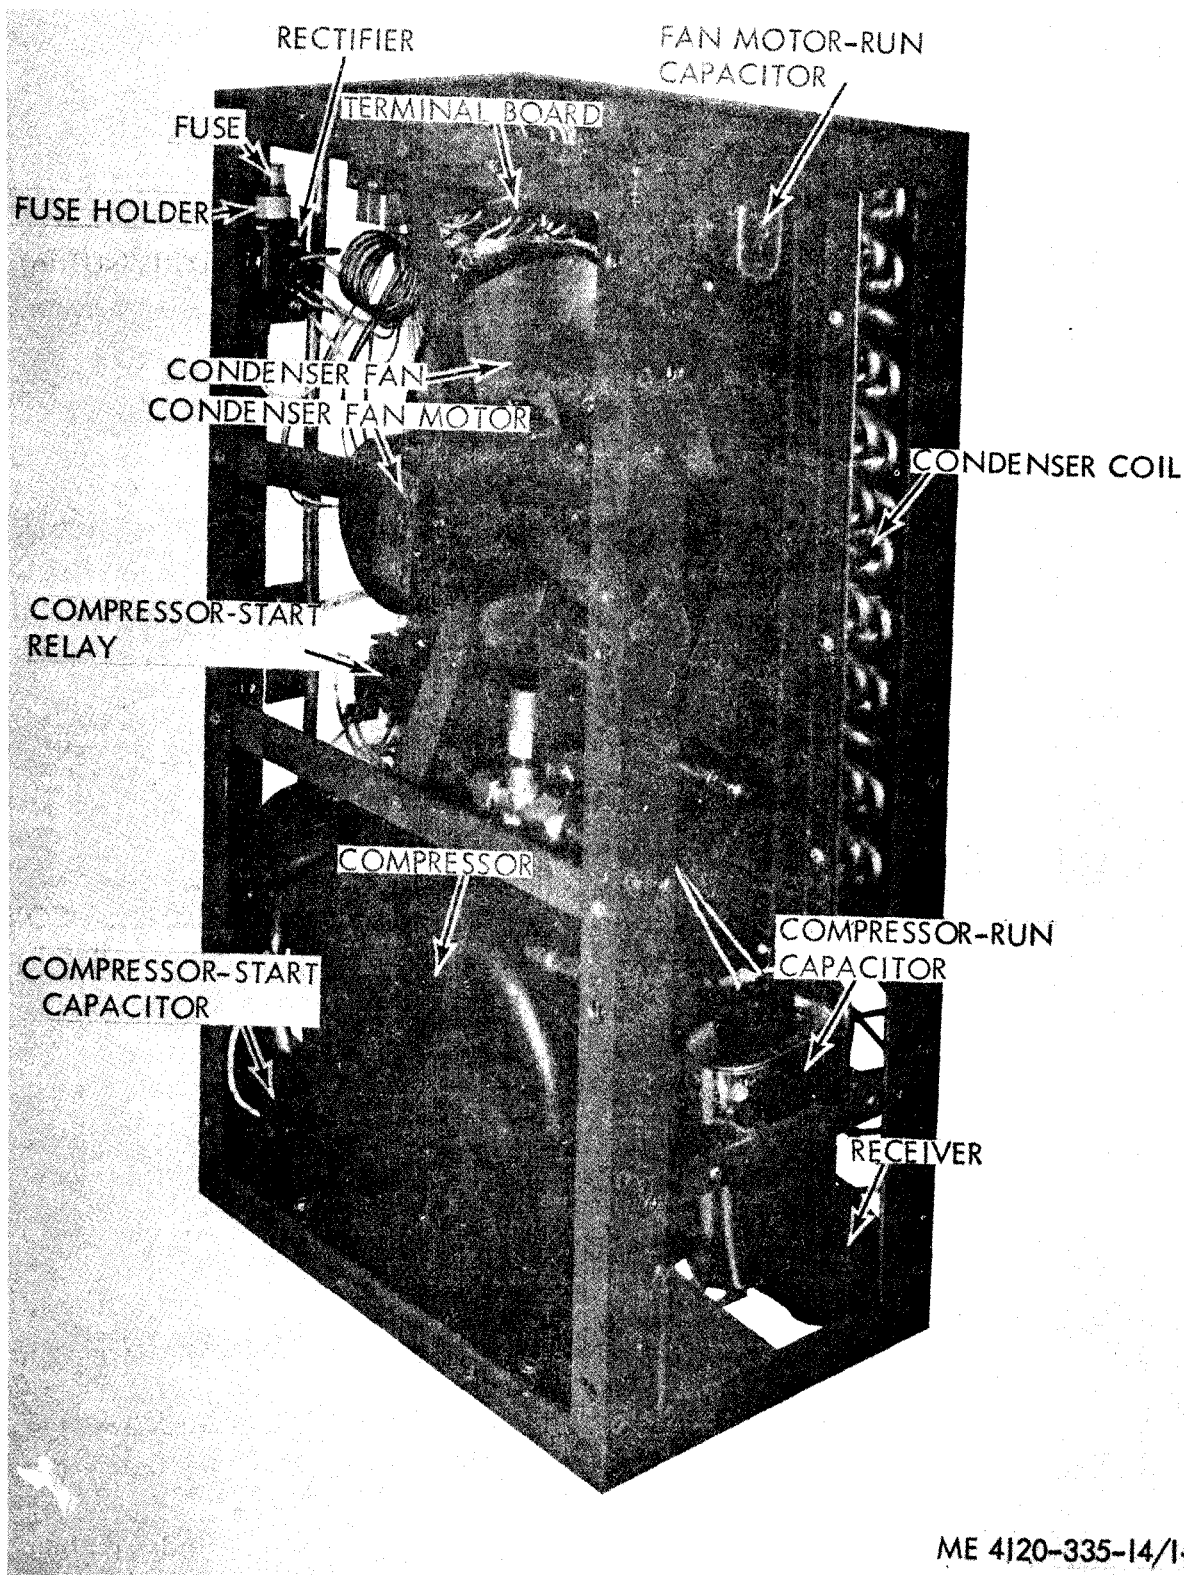 RECTIFIER
FAN MOTOR-RUN
CAPACITOR
TERMINAL BOARD
FUSE
FUSE HOLDER
CONDENSER FAN
CONDENSER FAN MOTOR
CONDENSER COIL
COMPRESSOR-START
RELAY
COMPRESSOR
COMPRESSOR-RUN
CAPACITOR
COMPRESSOR-START
CAPACITOR
RECEIVER
ME 4120-335-14/1